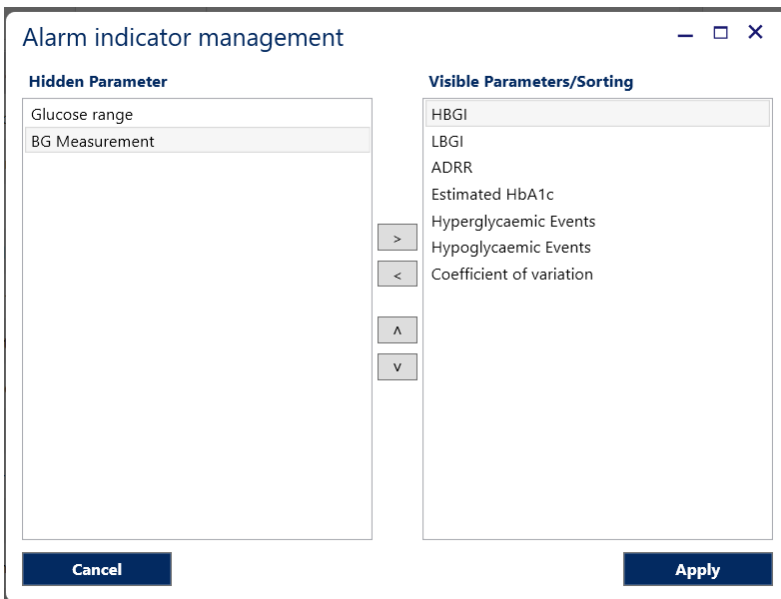 Alarm indicator management
Hidden Parameter
Glucose range
BG Measurement
>
<
ʌ
v
Visible Parameters/Sorting
HBGI
LBGI
ADRR
Estimated HbA1c
Hyperglycaemic Events
Hypoglycaemic Events
Coefficient of variation
Cancel
Apply